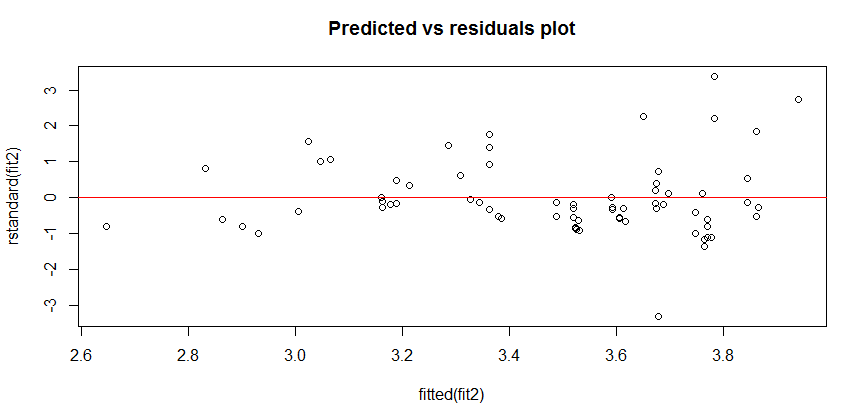 Predicted vs residuals plot
rstandard(fit2)
3
2
1
0
-1
-2
-3
2.6 2.8 3.0 3.2 3.4 3.6 3.8
fitted(fit2)